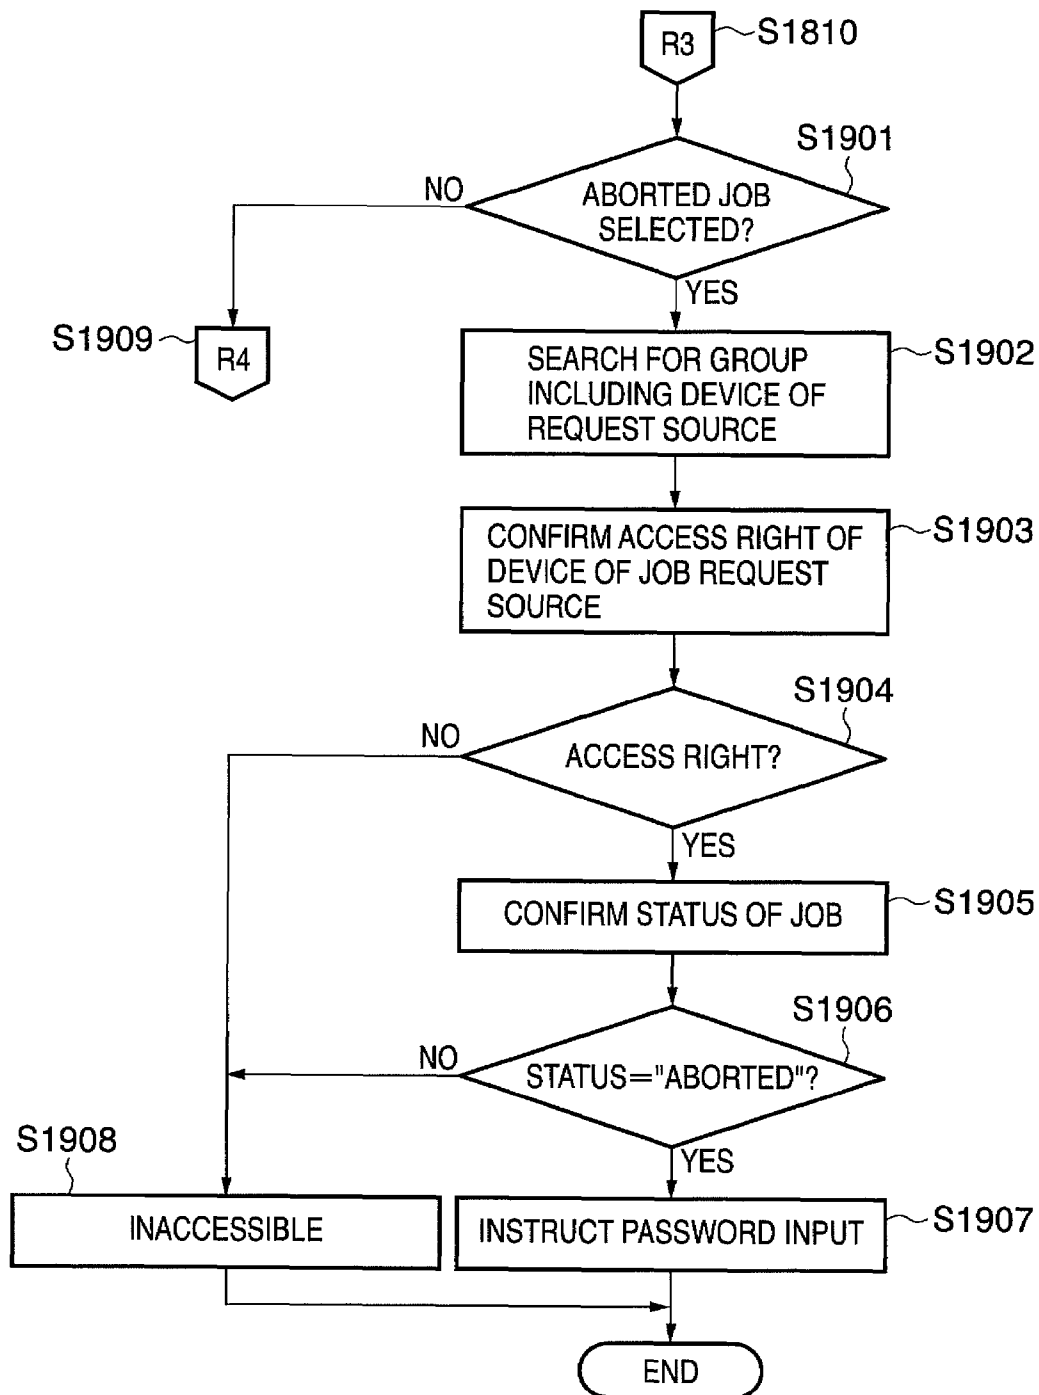 R3
S1810
S1901
NO
ABORTED JOB
SELECTED?
YES
S1909
R4
SEARCH FOR GROUP
INCLUDING DEVICE OF
REQUEST SOURCE
S1902
CONFIRM ACCESS RIGHT OF
DEVICE OF JOB REQUEST
SOURCE
S1903
S1904
NO
ACCESS RIGHT?
YES
CONFIRM STATUS OF JOB
S1905
S1906
NO
STATUS="ABORTED"?
YES
S1908
INACCESSIBLE
INSTRUCT PASSWORD INPUT
S1907
END